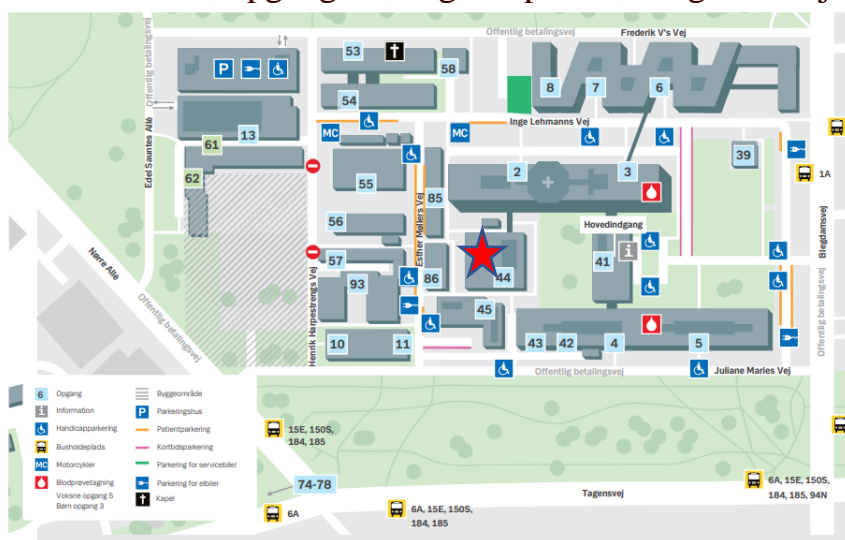 Offentlig betalingsvej
Frederik V's Vej
53
58
54
8
7
6
P
Offentlig betalingsvej
Edel Sauntes Allé
13
61
62
MC
MC
Inge Lehmanns Vej
39
1A
55
85
2
3
56
Esther Møllers Vej
Hovedindgang
57
41
i
44
86
93
45
Blegdamsvej
Offentlig betalingsvej
Nørre Allé
Offentlig betalingsvej
Henrik Harpestrengs Vej
10
11
43
42
4
5
Offentlig betalingsvej
Juliane Maries Vej
6 Opgang
i Information
Handicapparkering
Busholdeplads
MC Motorcykler
Blodprøvetagning
Voksne opgang 5
Børn opgang 3
Byggeområde
P Parkeringshus
Patientparkering
Korttidsparkering
Parkering for servicebiler
Parkering for elbiler
Kapel
15E, 150S,
184, 185
74-78
6A
6A, 15E, 150S,
184, 185
Tagensvej
6A, 15E, 150S,
184, 185, 94N